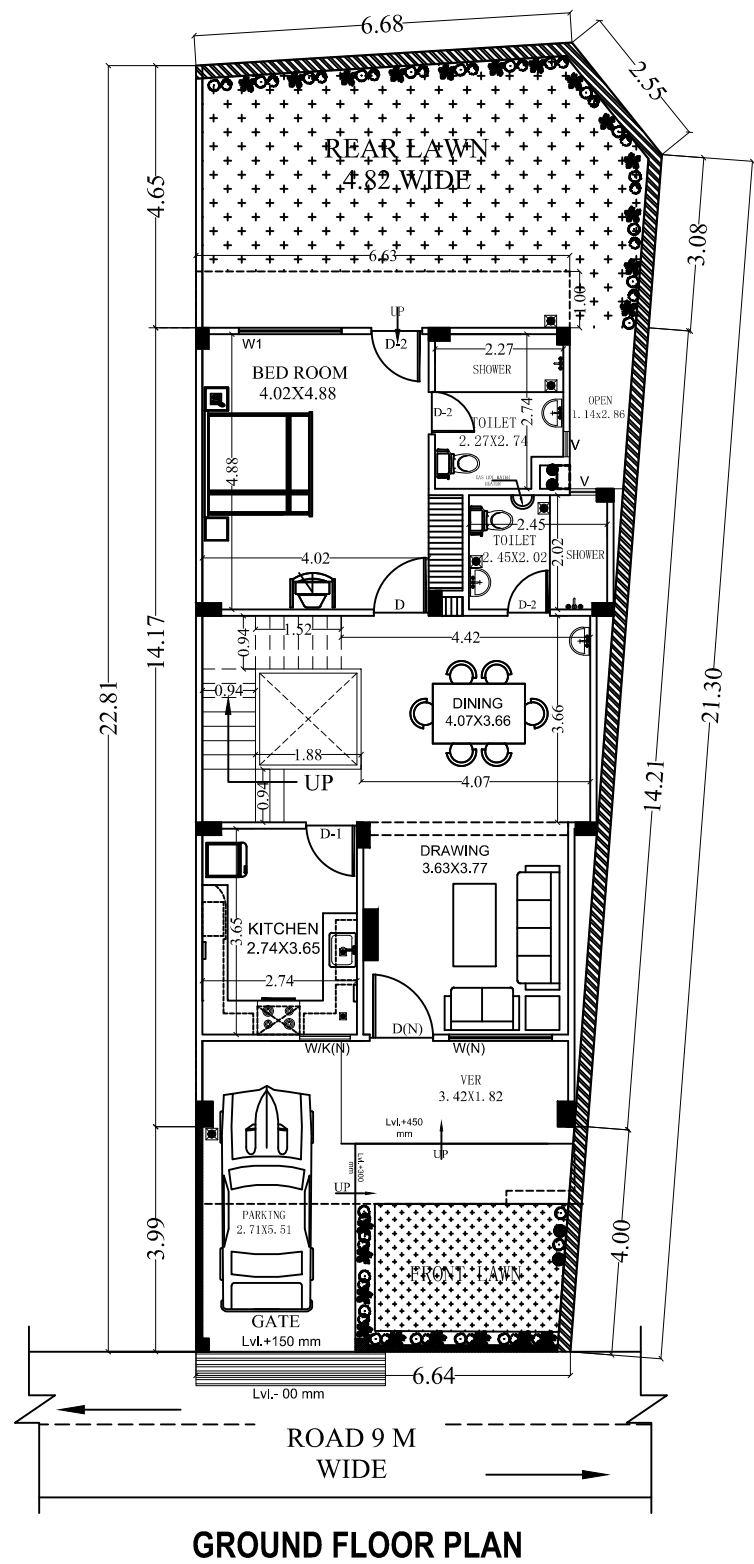 6.68
2.55
REAR LAWN
4.82 WIDE
4.65
3.08
6.63
1.00
UP
W1
D-2
2.27
SHOWER
BED ROOM
4.02X4.88
OPEN
1.14x2.86
D-2
TOILET
2.27X2.74
2.74
V
V
4.88
2.45
TOILET
2.45X2.02
2.02
SHOWER
4.02
D
D-2
14.17
22.81
0.94
1.52
4.42
0.94
DINING
4.07X3.66
3.66
21.30
1.88
4.07
UP
0.94
14.21
D-1
DRAWING
3.63X3.77
KITCHEN
2.74X3.65
3.65
2.74
D(N)
W/K(N)
W(N)
VER
3.42X1.82
Lvl.+450
mm
UP
Lvl.+300
mm
UP
PARKING
2.71X5.51
3.99
4.00
FRONT LAWN
GATE
Lvl.+150 mm
6.64
Lvl.- 00 mm
ROAD 9 M
WIDE
GROUND FLOOR PLAN